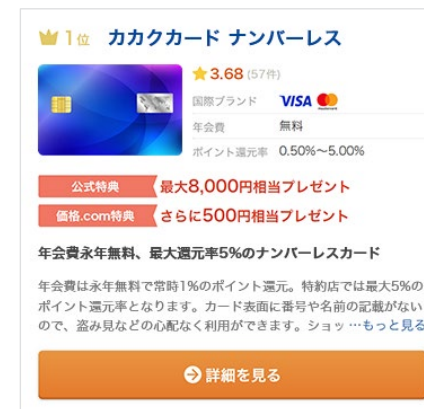 1位 カカクカード ナンバーレス
3.68 (57件)
国際ブランド VISA mastercard
年会費 無料
ポイント還元率 0.50%〜5.00%
公式特典 最大8,000円相当プレゼント
価格.com特典 さらに500円相当プレゼント
年会費永年無料、最大還元率5%のナンバーレスカード
年会費は永年無料で常時1%のポイント還元。特約店では最大5%の
ポイント還元率となります。カード表面に番号や名前の記載がない
ので、盗み見などの心配なく利用ができます。ショッ …もっと見る
詳細を見る